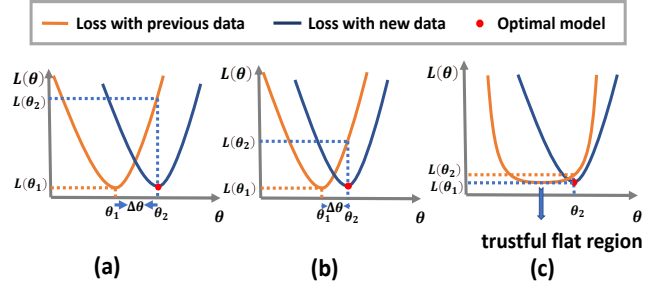 Loss with previous data Loss with new data Optimal model
L(θ)
L(θ₂)
L(θ₁)
θ₁ Δθ θ₂ θ
(a)
L(θ)
L(θ₂)
L(θ₁)
θ₁ Δθ θ₂ θ
(b)
L(θ)
L(θ₂)
L(θ₁)
θ₂ θ
trustful flat region
(c)